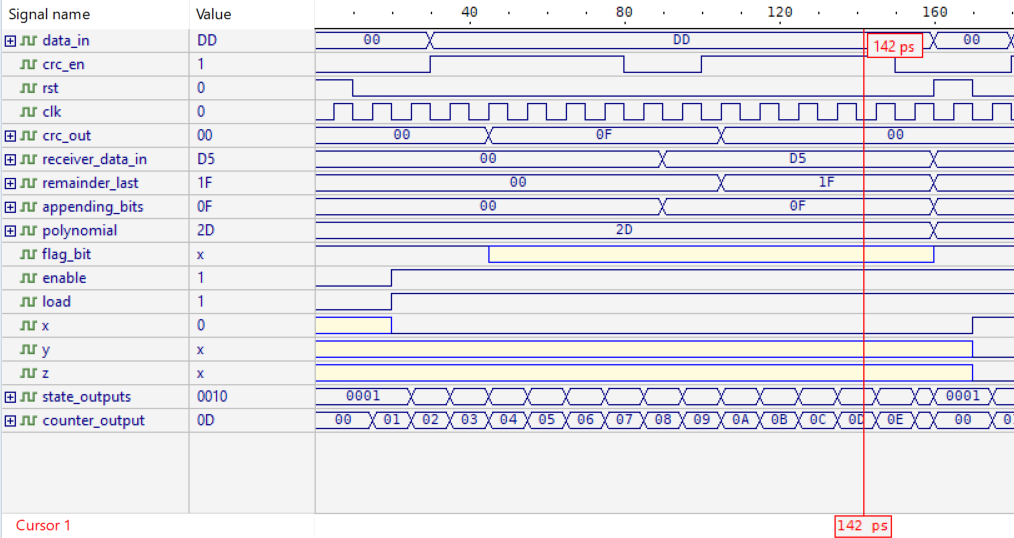 Signal name Value 40 80 120 160
data_in DD 00 DD 00
142 ps
crc_en 1
rst 0
clk 0
crc_out 00 00 0F 00
receiver_data_in D5 00 D5
remainder_last 1F 00 1F
appending_bits 0F 00 0F
polynomial 2D 2D
flag_bit x
enable 1
load 1
x 0
y x
z x
state_outputs 0010 0001 0001
counter_output 0D 00 01 02 03 04 05 06 07 08 09 0A 0B 0C 0D 0E 00
Cursor 1 142 ps